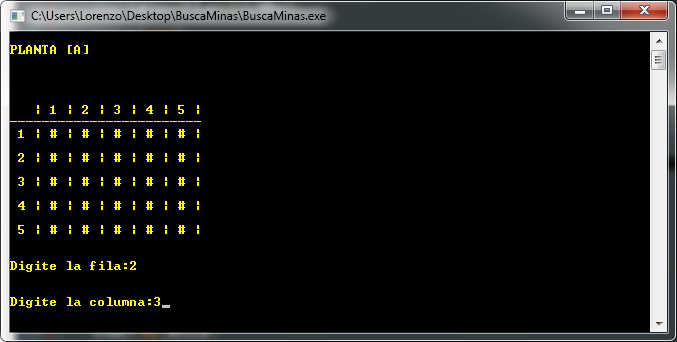 C:\Users\Lorenzo\Desktop\BuscaMinas\BuscaMinas.exe
PLANTA [A]
¦ 1 ¦ 2 ¦ 3 ¦ 4 ¦ 5 ¦
1 ¦ # ¦ # ¦ # ¦ # ¦ # ¦
2 ¦ # ¦ # ¦ # ¦ # ¦ # ¦
3 ¦ # ¦ # ¦ # ¦ # ¦ # ¦
4 ¦ # ¦ # ¦ # ¦ # ¦ # ¦
5 ¦ # ¦ # ¦ # ¦ # ¦ # ¦
Digite la fila:2
Digite la columna:3